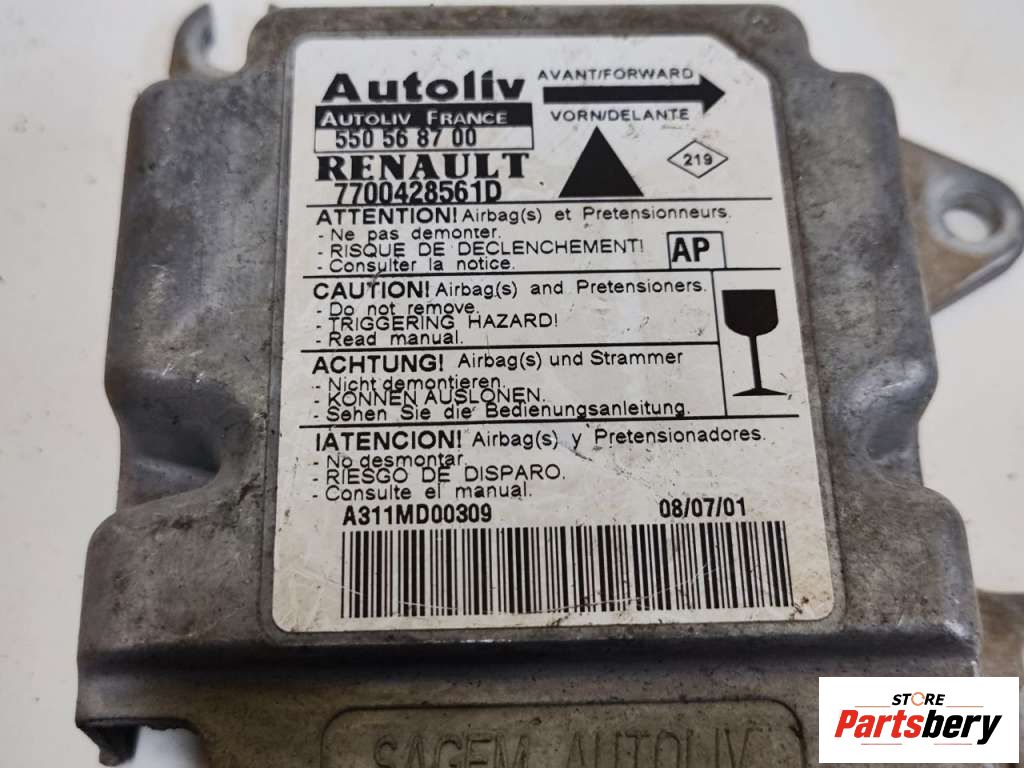 Autoliv
AVANT/FORWARD
AUTOLIV FRANCE
VORN/DELANTE
550 56 87 00
219
RENAULT
7700428561D
ATTENTION! Airbag(s) et Pretensionneurs.
- Ne pas demonter.
- RISQUE DE DECLENCHEMENT!
- Consulter la notice.
AP
CAUTION! Airbag(s) and Pretensioners.
- Do not remove.
- TRIGGERING HAZARD!
- Read manual.
ACHTUNG! Airbag(s) und Strammer
- Nicht demontieren.
- KÖNNEN AUSLÖNEN.
- Sehen Sie die Bedienungsanleitung.
¡ATENCION! Airbag(s) y Pretensionadores.
- No desmontar.
- RIESGO DE DISPARO.
- Consulte el manual.
A311MD00309 08/07/01
SAGEM AUTOLIV
STORE
Partsbery